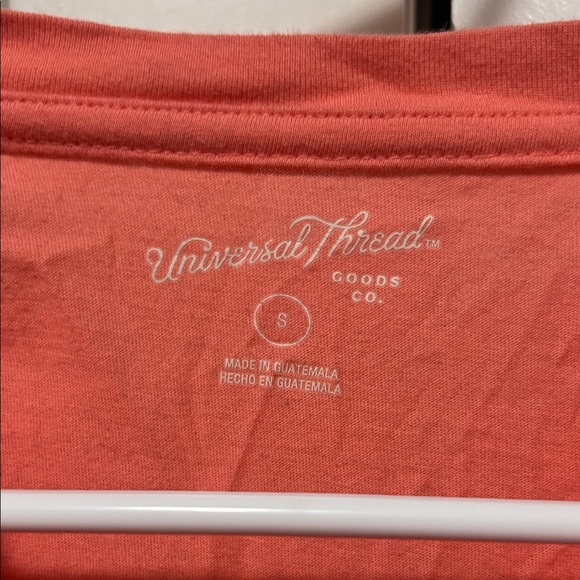 Universal Thread™
GOODS
CO.
S
MADE IN GUATEMALA
HECHO EN GUATEMALA